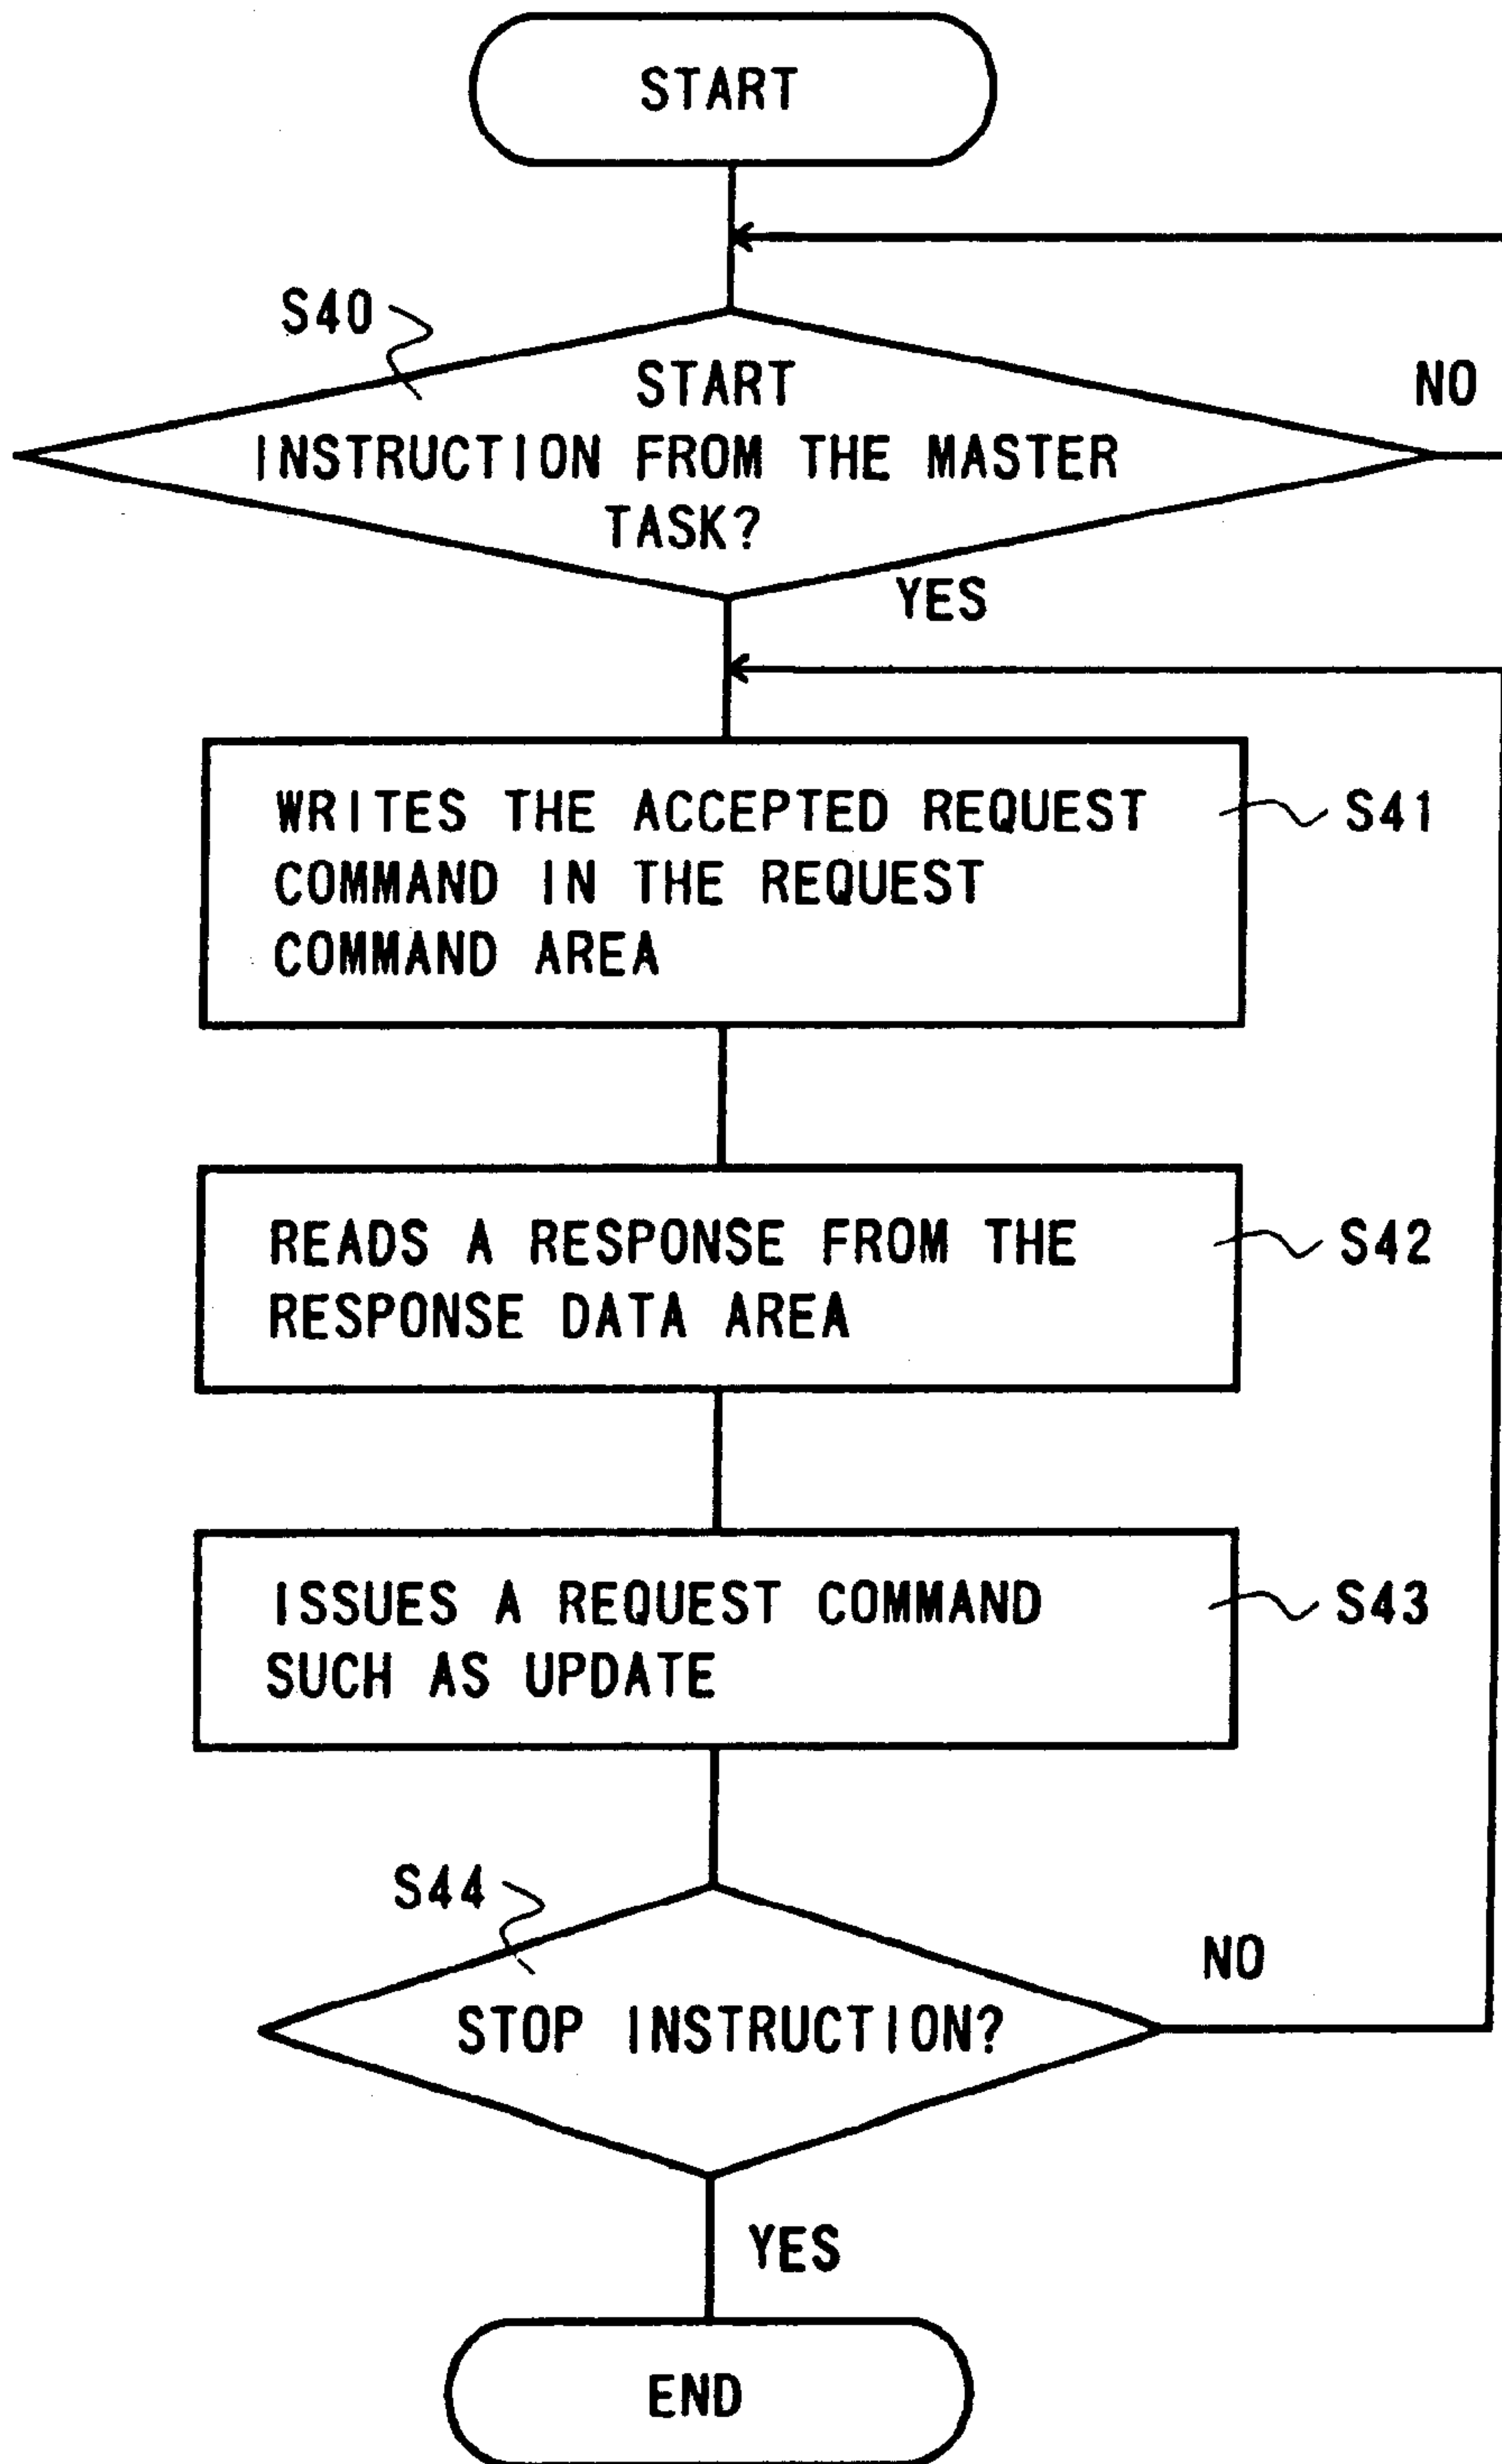 START
S40
START
NO
INSTRUCTION FROM THE MASTER
TASK?
YES
WRITES THE ACCEPTED REQUEST
COMMAND IN THE REQUEST
COMMAND AREA
S41
READS A RESPONSE FROM THE
RESPONSE DATA AREA
S42
ISSUES A REQUEST COMMAND
SUCH AS UPDATE
S43
S44
NO
STOP INSTRUCTION?
YES
END